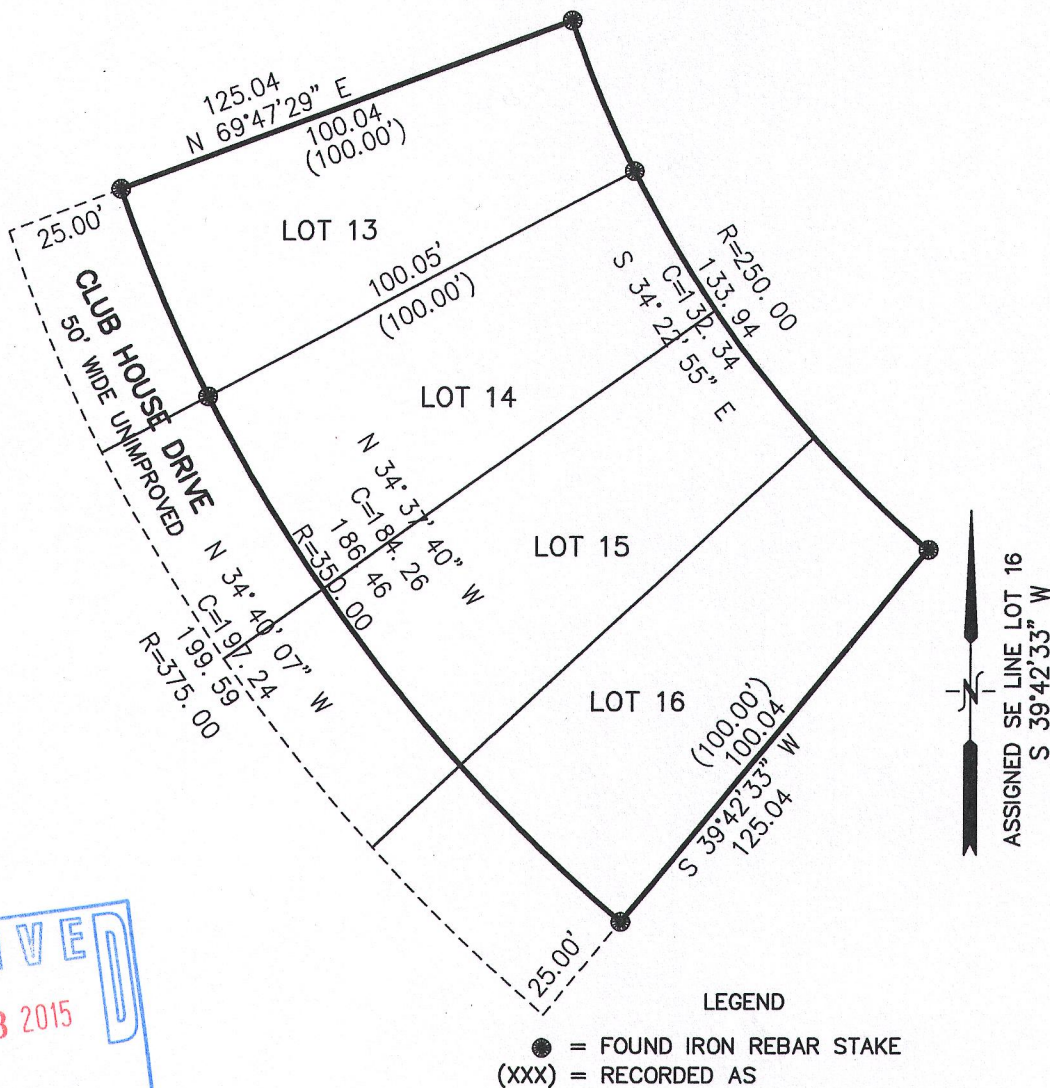 125.04
N 69°47'29" E
100.04
(100.00')
25.00'
LOT 13
CLUB HOUSE DRIVE
50' WIDE UNIMPROVED
100.05'
(100.00')
R=250.00
133.94
C=132.34
S 34°22'55" E
LOT 14
N 34°37'40" W
C=184.26
186.46
R=350.00
LOT 15
N 34°40'07" W
C=197.24
199.59
R=375.00
LOT 16
(100.00')
100.04
S 39°42'33" W
125.04
25.00'
N
ASSIGNED SE LINE LOT 16
S 39°42'33" W
IVED
2015
LEGEND
= FOUND IRON REBAR STAKE
(XXX) = RECORDED AS